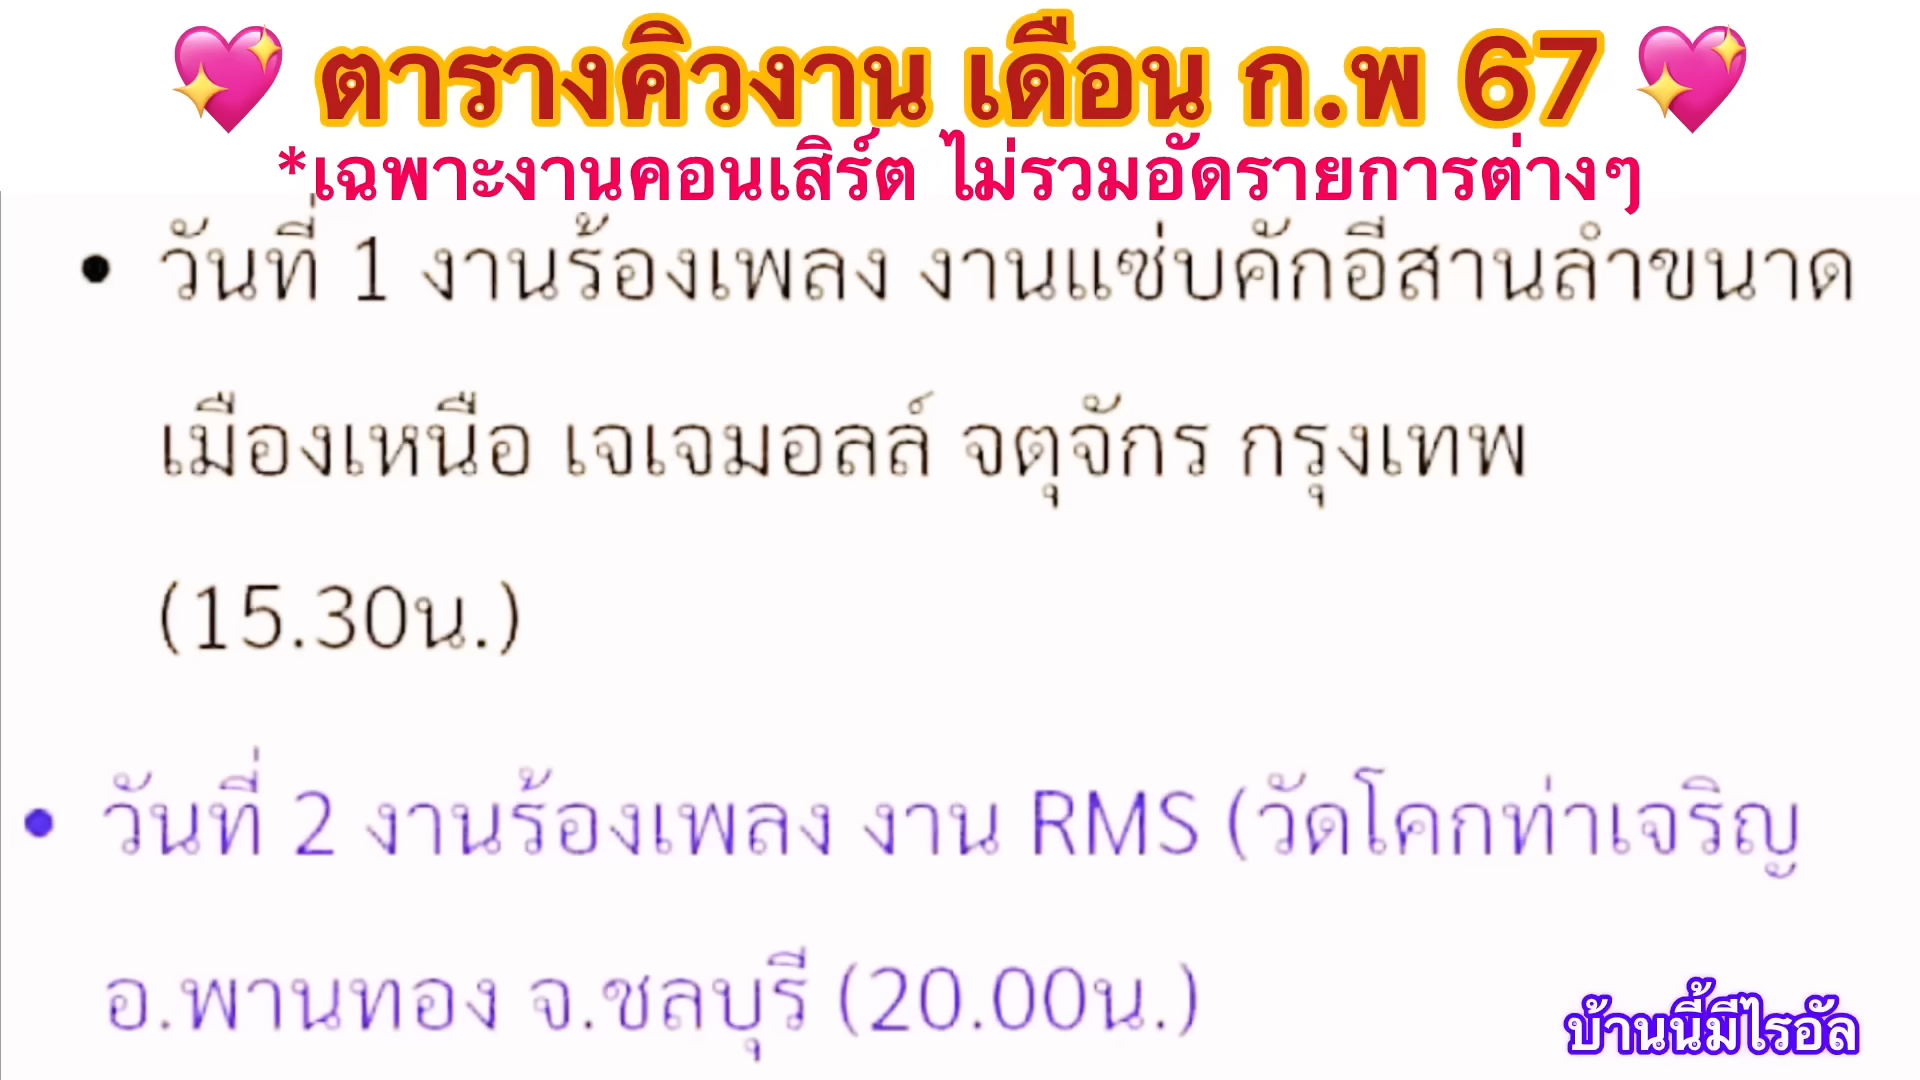 💖 ตารางคิวงาน เดือน ก.พ 67 💖
*เฉพาะงานคอนเสิร์ต ไม่รวมอัดรายการต่างๆ
• วันที่ 1 งานร้องเพลง งานแซ่บคักอีสานลำขนาด
เมืองเหนือ เจเจมอลล์ จตุจักร กรุงเทพ
(15.30น.)
• วันที่ 2 งานร้องเพลง งาน RMS (วัดโคกท่าเจริญ
อ.พานทอง จ.ชลบุรี (20.00น.)
บ้านนี้มีไรอัล